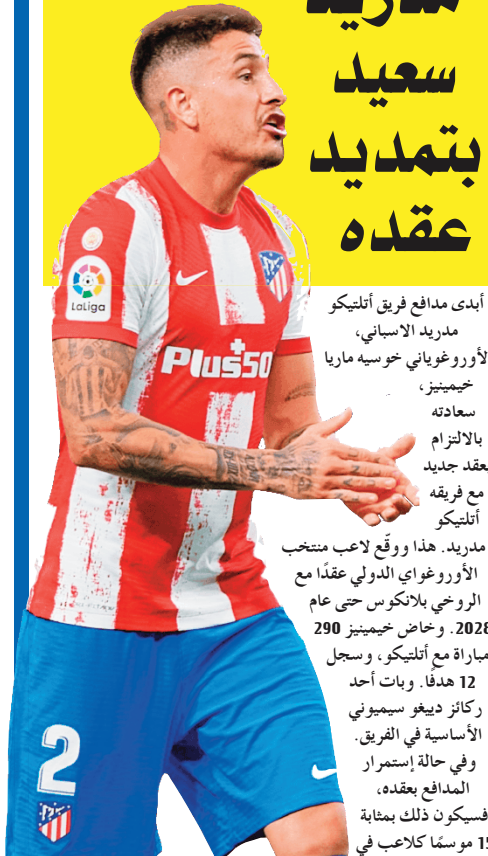 مدريد
سعيد
بتمديد
عقده
أبدى مدافع فريق أتلتيكو
مدريد الاسباني،
لأوروغوياني خوسيه ماريا
خيمينيز،
سعادته
بالالتزام
بعقد جديد
مع فريقه
أتلتيكو
مدريد. هذا ووقّع لاعب منتخب
الأوروغواي الدولي عقدًا مع
الروخي بلانكوس حتى عام
2028. وخاض خيمينيز 290
مباراة مع أتلتيكو، وسجل
12 هدفًا. وبات أحد
ركائز دييغو سيميوني
الأساسية في الفريق.
وفي حالة إستمرار
المدافع بعقده،
فسيكون ذلك بمثابة
15 موسمًا كلاعب في
LaLiga
Plus500
2